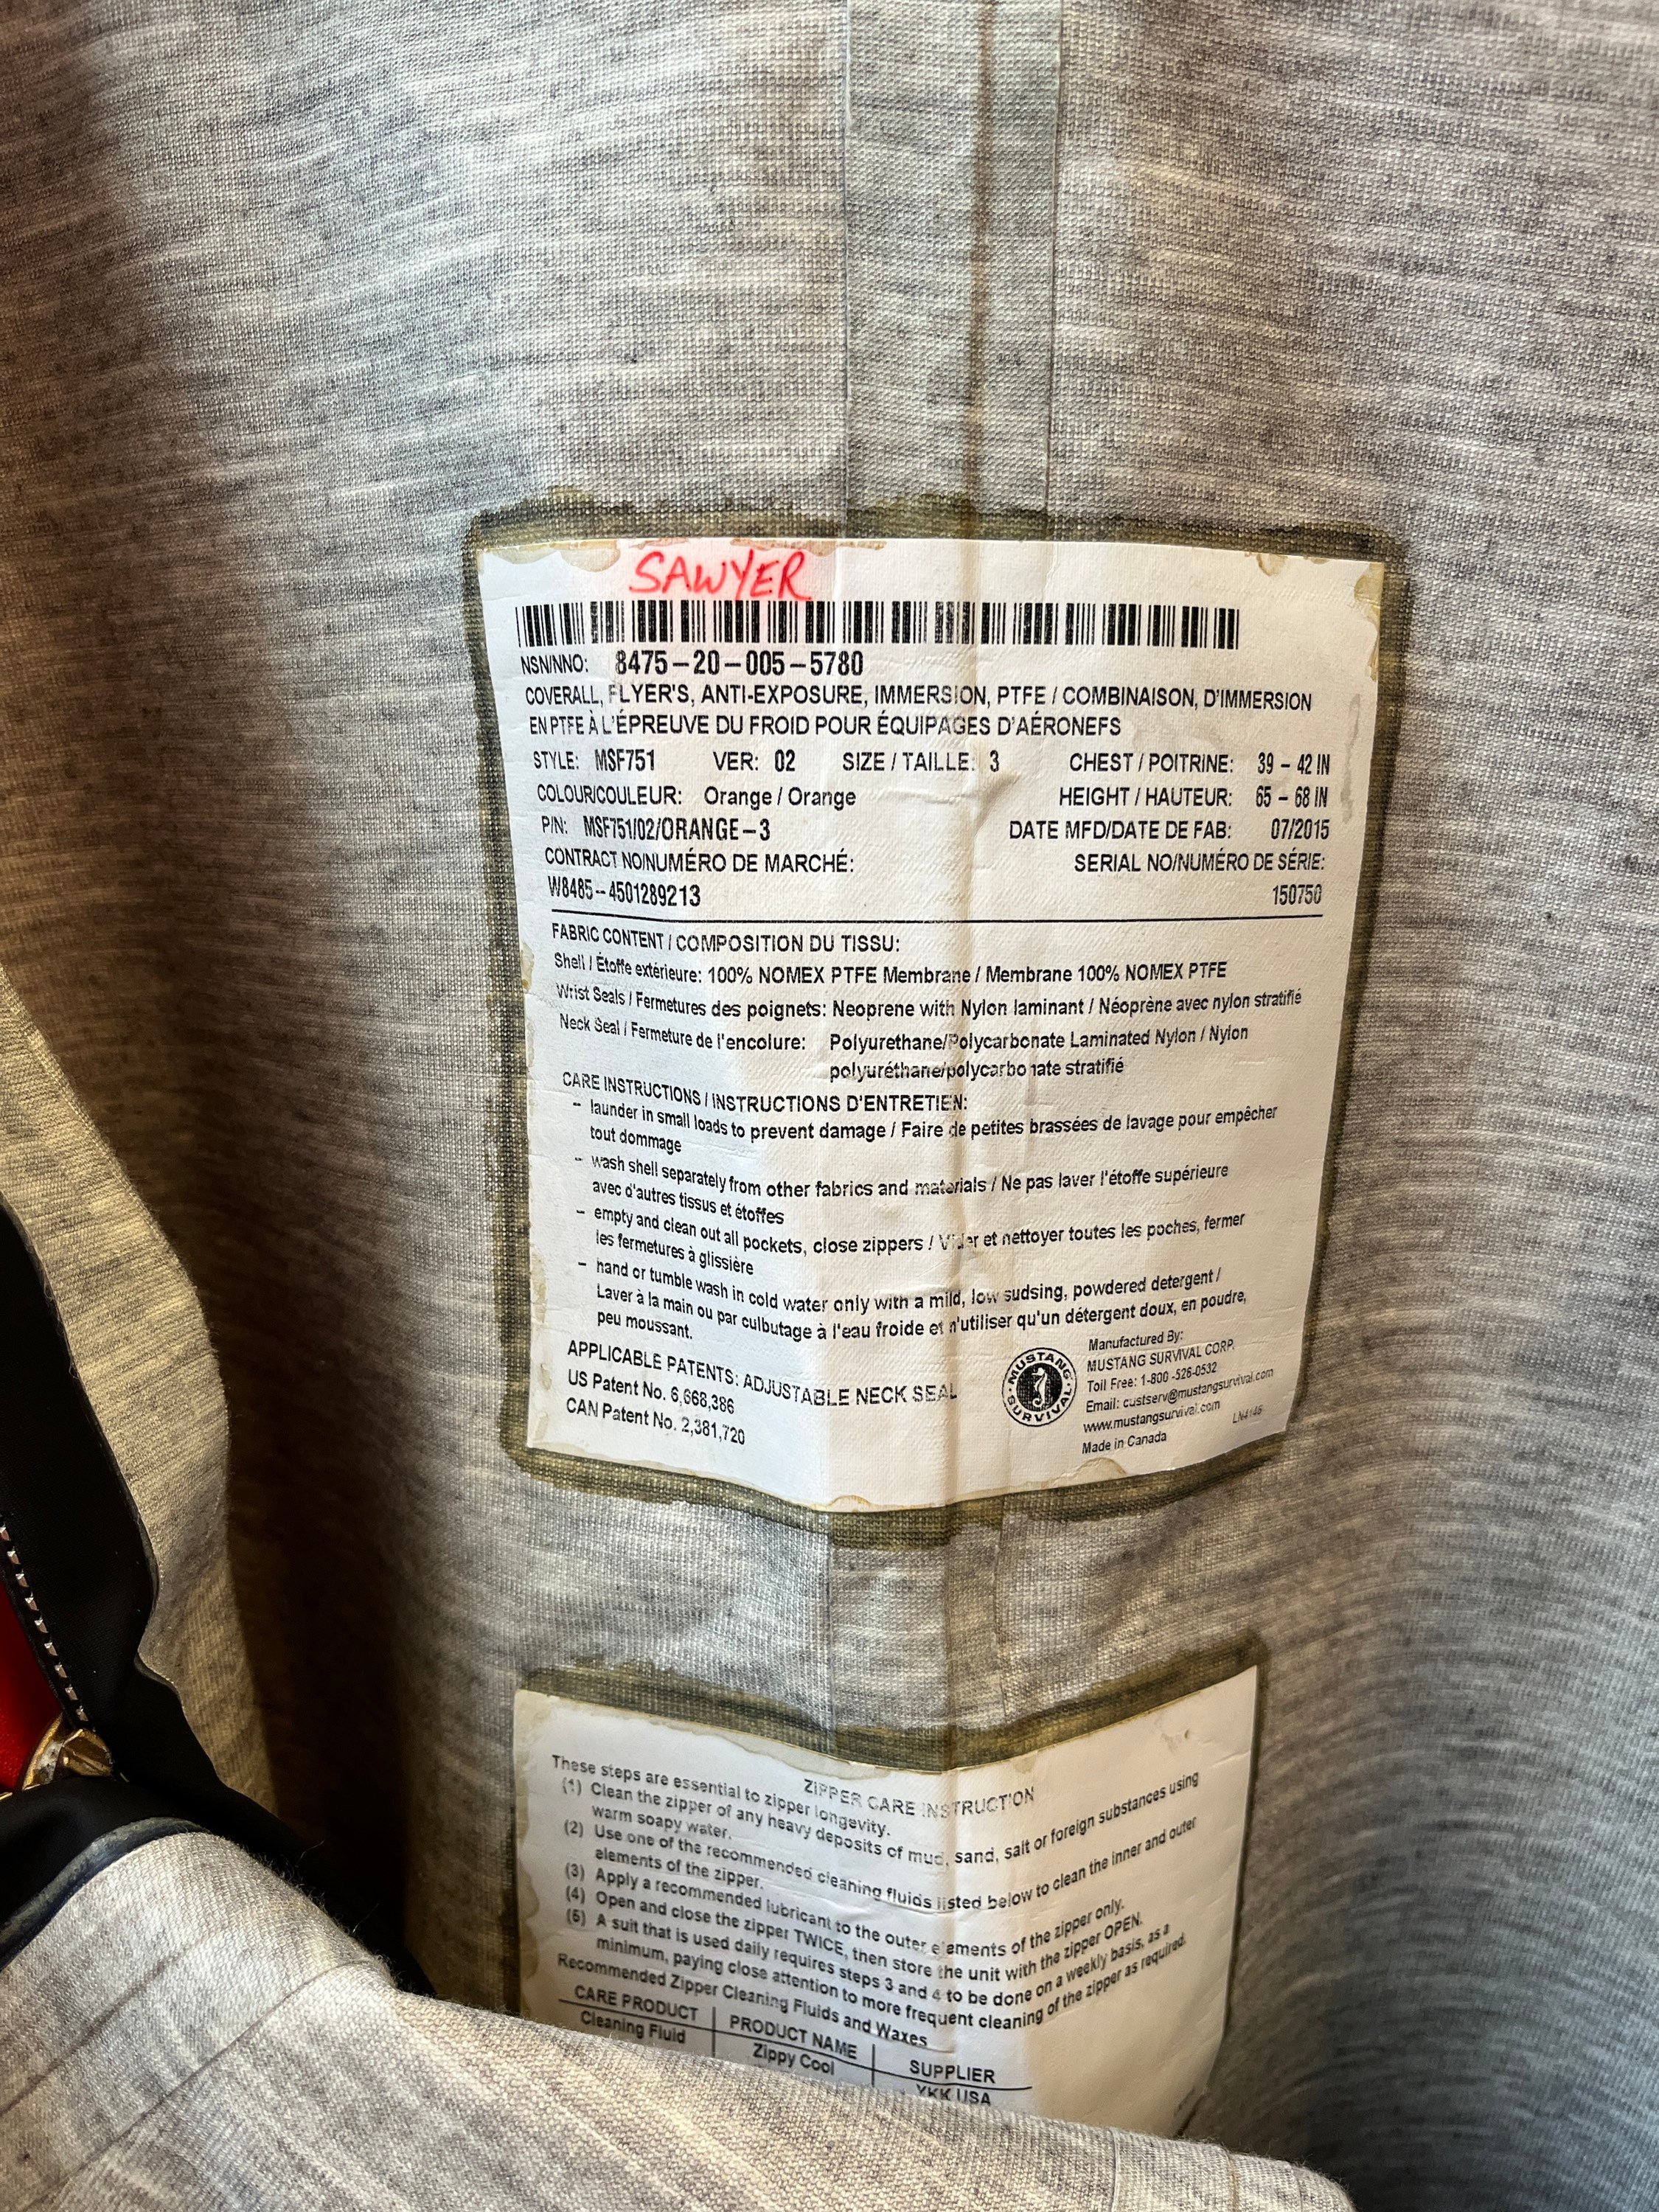 SAWYER
NSN/NNO: 8475-20-005-5780
COVERALL, FLYER'S, ANTI-EXPOSURE, IMMERSION, PTFE / COMBINAISON, D'IMMERSION
EN PTFE À L'ÉPREUVE DU FROID POUR ÉQUIPAGES D'AÉRONEFS
STYLE: MSF751 VER: 02 SIZE / TAILLE: 3 CHEST / POITRINE: 39 - 42 IN
COLOUR/COULEUR: Orange / Orange HEIGHT / HAUTEUR: 65 - 68 IN
P/N: MSF751/02/ORANGE-3 DATE MFD/DATE DE FAB: 07/2015
CONTRACT NO/NUMÉRO DE MARCHÉ: SERIAL NO/NUMÉRO DE SÉRIE:
W8485-4501289213 150750
FABRIC CONTENT / COMPOSITION DU TISSU:
Shell / Étoffe extérieure: 100% NOMEX PTFE Membrane / Membrane 100% NOMEX PTFE
Wrist Seals / Fermetures des poignets: Neoprene with Nylon laminant / Néoprène avec nylon stratifié
Neck Seal / Fermeture de l'encolure: Polyurethane/Polycarbonate Laminated Nylon / Nylon
polyuréthane/polycarbonate stratifié
CARE INSTRUCTIONS / INSTRUCTIONS D'ENTRETIEN:
- launder in small loads to prevent damage / Faire de petites brassées de lavage pour empêcher
tout dommage
- wash shell separately from other fabrics and materials / Ne pas laver l'étoffe supérieure
avec d'autres tissus et étoffes
- empty and clean out all pockets, close zippers / Vider et nettoyer toutes les poches, fermer
les fermetures à glissière
- hand or tumble wash in cold water only with a mild, low sudsing, powdered detergent /
Laver à la main ou par culbutage à l'eau froide et n'utiliser qu'un détergent doux, en poudre,
peu moussant.
APPLICABLE PATENTS: ADJUSTABLE NECK SEAL
US Patent No. 6,668,386
CAN Patent No. 2,381,720
MUSTANG SURVIVAL
Manufactured By:
MUSTANG SURVIVAL CORP.
Toll Free: 1-800-526-0532
Email: custserv@mustangsurvival.com
www.mustangsurvival.com LN4146
Made in Canada
ZIPPER CARE INSTRUCTION
These steps are essential to zipper longevity.
(1) Clean the zipper of any heavy deposits of mud, sand, salt or foreign substances using
warm soapy water.
(2) Use one of the recommended cleaning fluids listed below to clean the inner and outer
elements of the zipper.
(3) Apply a recommended lubricant to the outer elements of the zipper only.
(4) Open and close the zipper TWICE, then store the unit with the zipper OPEN.
(5) A suit that is used daily requires steps 3 and 4 to be done on a weekly basis, as a
minimum, paying close attention to more frequent cleaning of the zipper as required.
Recommended Zipper Cleaning Fluids and Waxes
CARE PRODUCT PRODUCT NAME SUPPLIER
Cleaning Fluid Zippy Cool YKK USA